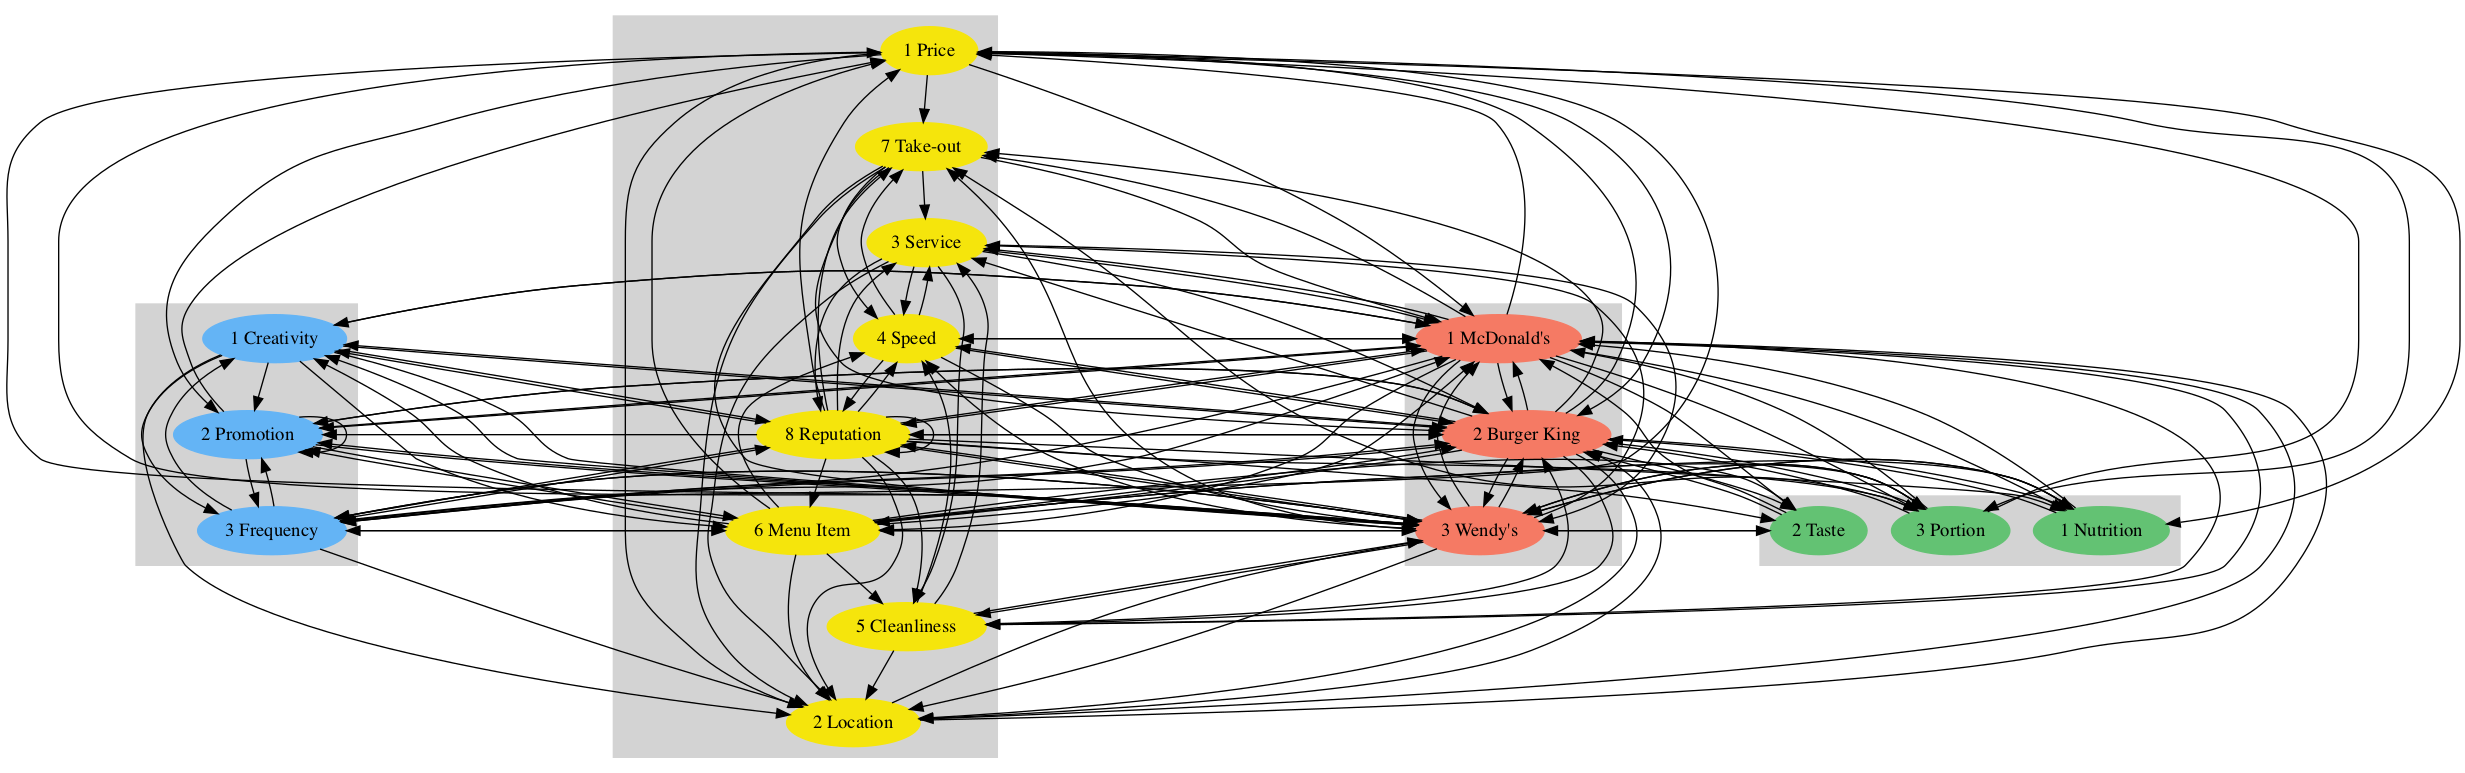 1 Price
7 Take-out
3 Service
4 Speed
8 Reputation
6 Menu Item
5 Cleanliness
2 Location
1 Creativity
2 Promotion
3 Frequency
1 McDonald's
2 Burger King
3 Wendy's
2 Taste
3 Portion
1 Nutrition